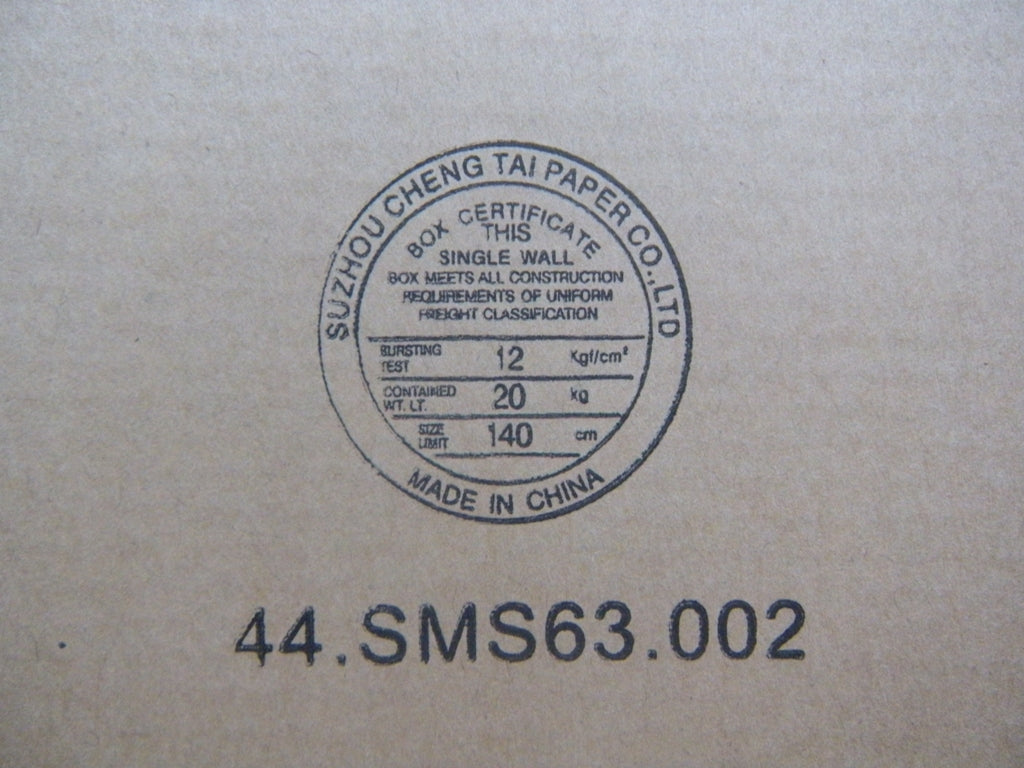 SUZHOU CHENG TAI PAPER CO.,LTD
BOX CERTIFICATE
THIS
SINGLE WALL
BOX MEETS ALL CONSTRUCTION
REQUIREMENTS OF UNIFORM
FREIGHT CLASSIFICATION
BURSTING TEST 12 Kgf/cm²
CONTAINED WT. LT. 20 kg
SIZE LIMIT 140 cm
MADE IN CHINA
44.SMS63.002